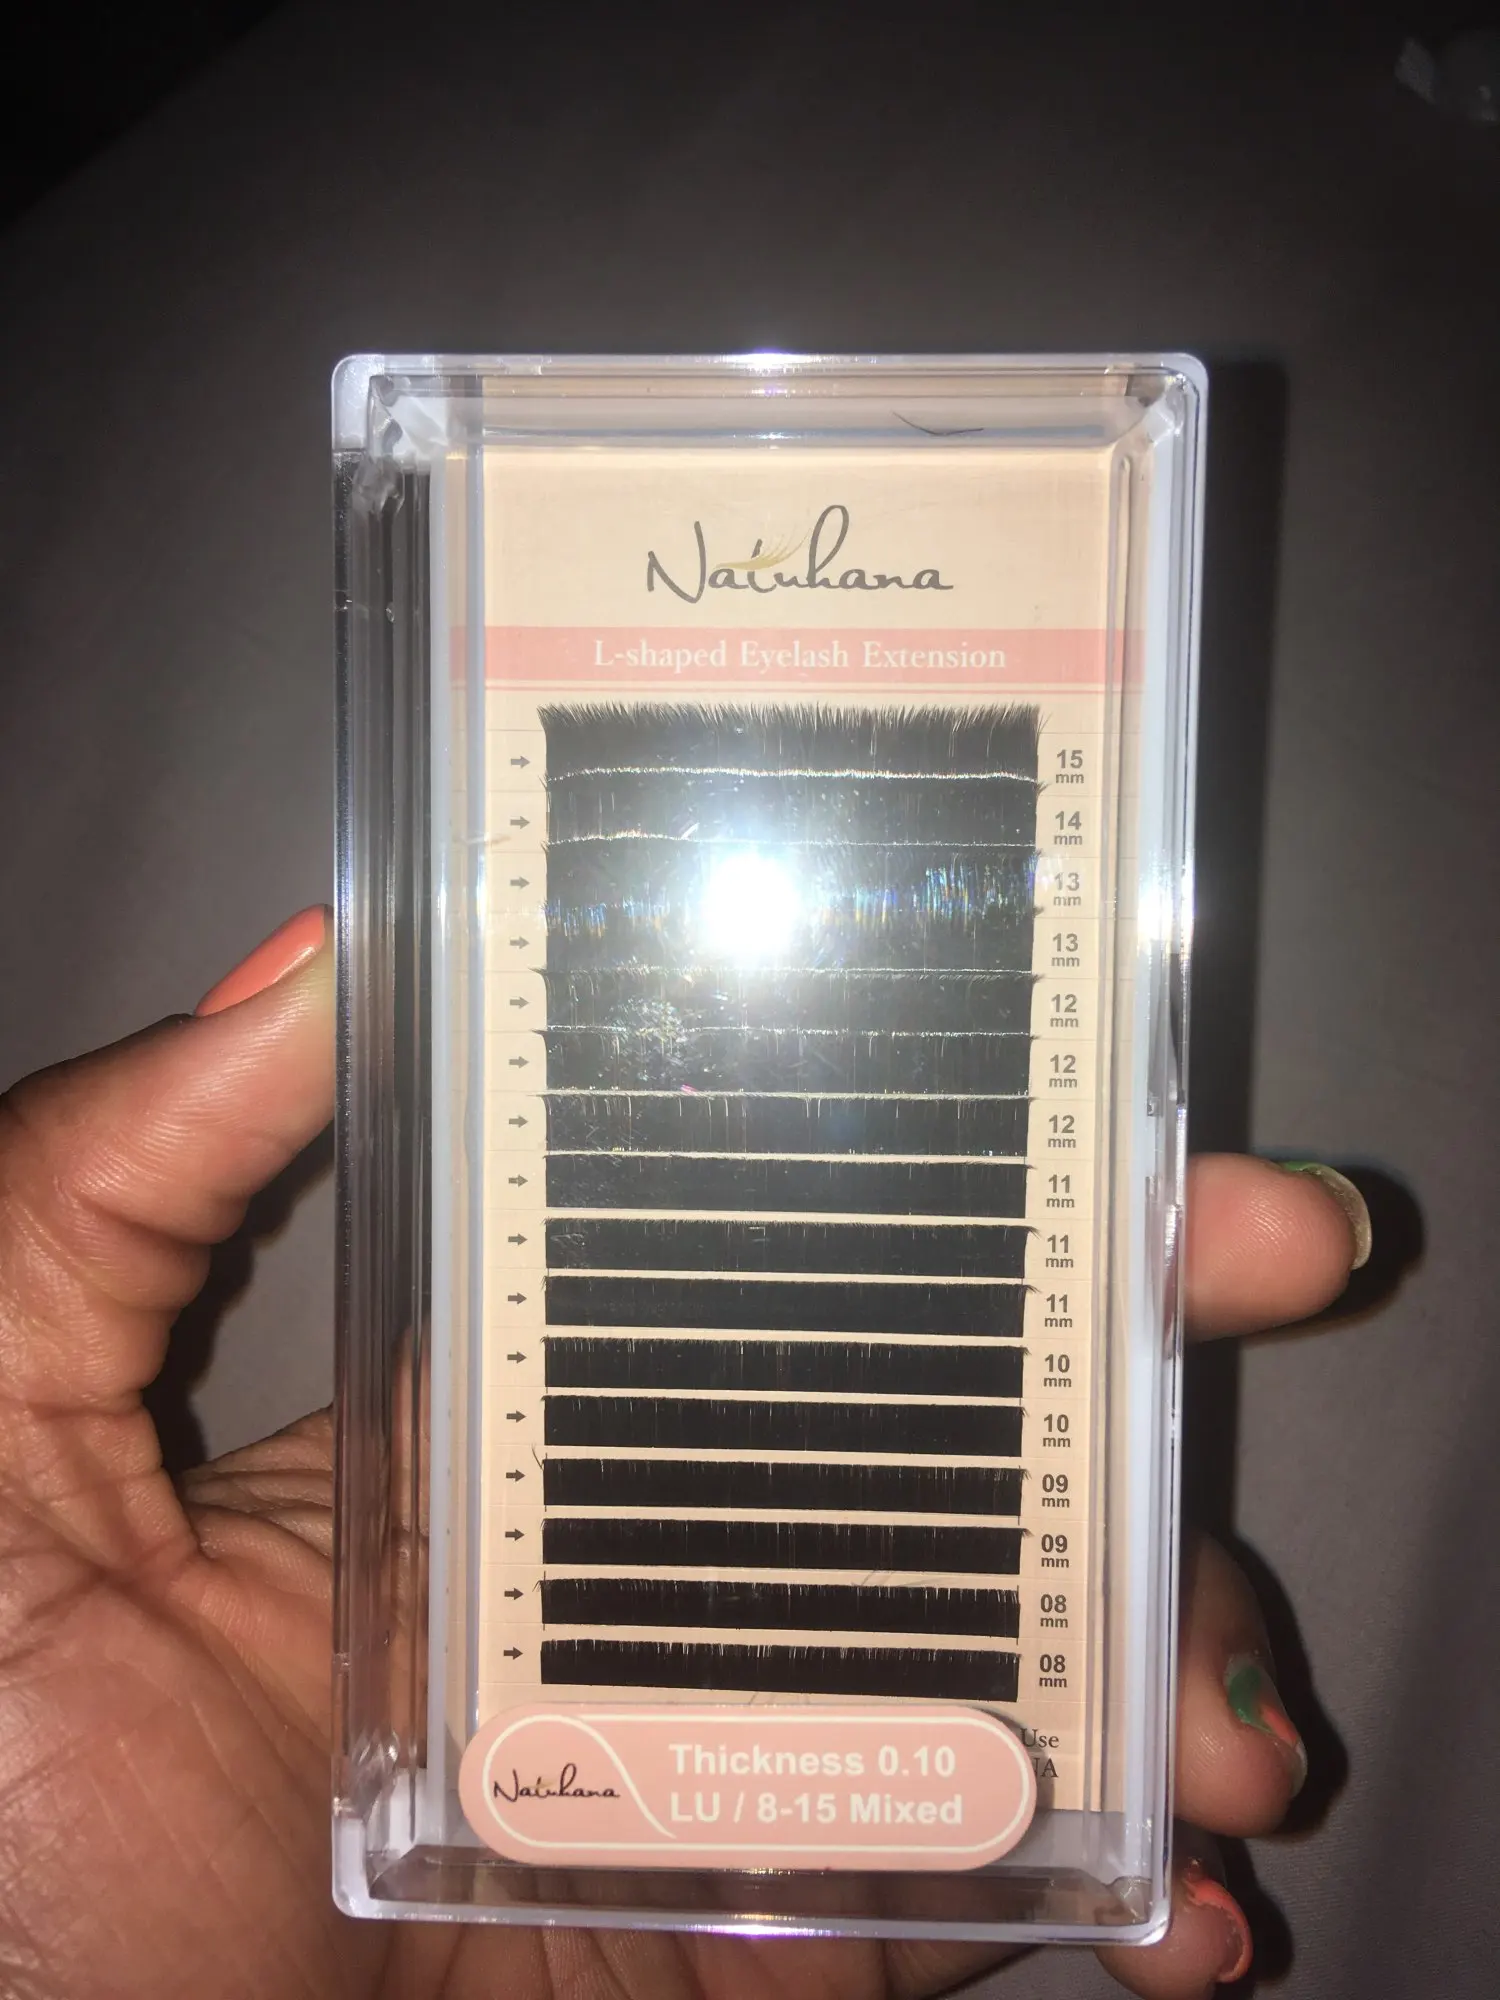 Natuhana
L-shaped Eyelash Extension
15
mm
14
mm
13
mm
13
mm
12
mm
12
mm
12
mm
11
mm
11
mm
11
mm
10
mm
10
mm
09
mm
09
mm
08
mm
08
mm
Use
Natuhana
Thickness 0.10
LU / 8-15 Mixed